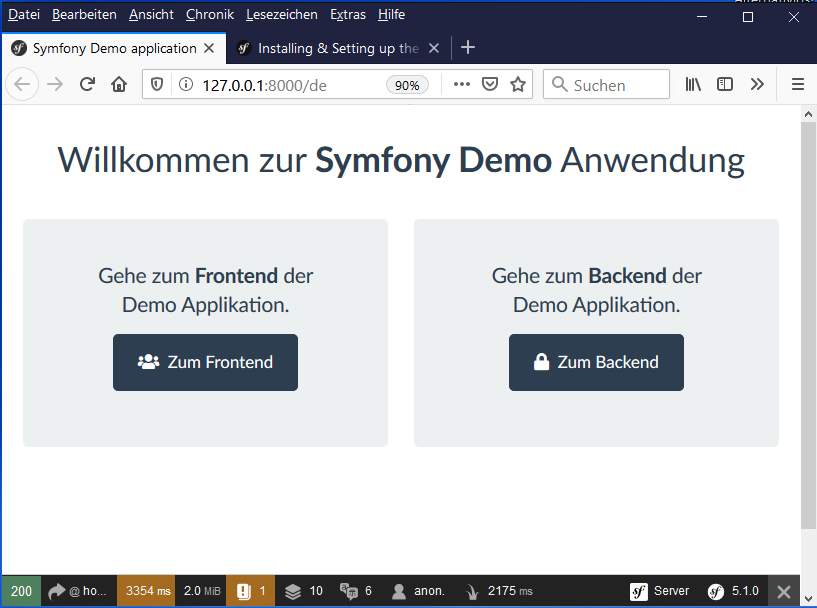 Datei Bearbeiten Ansicht Chronik Lesezeichen Extras Hilfe
Symfony Demo application Installing & Setting up the
127.0.0.1:8000/de 90% Suchen
Willkommen zur Symfony Demo Anwendung
Gehe zum Frontend der
Demo Applikation.
Zum Frontend
Gehe zum Backend der
Demo Applikation.
Zum Backend
200 @ ho... 3354 ms 2.0 MiB 1 10 6 anon. 2175 ms Server 5.1.0